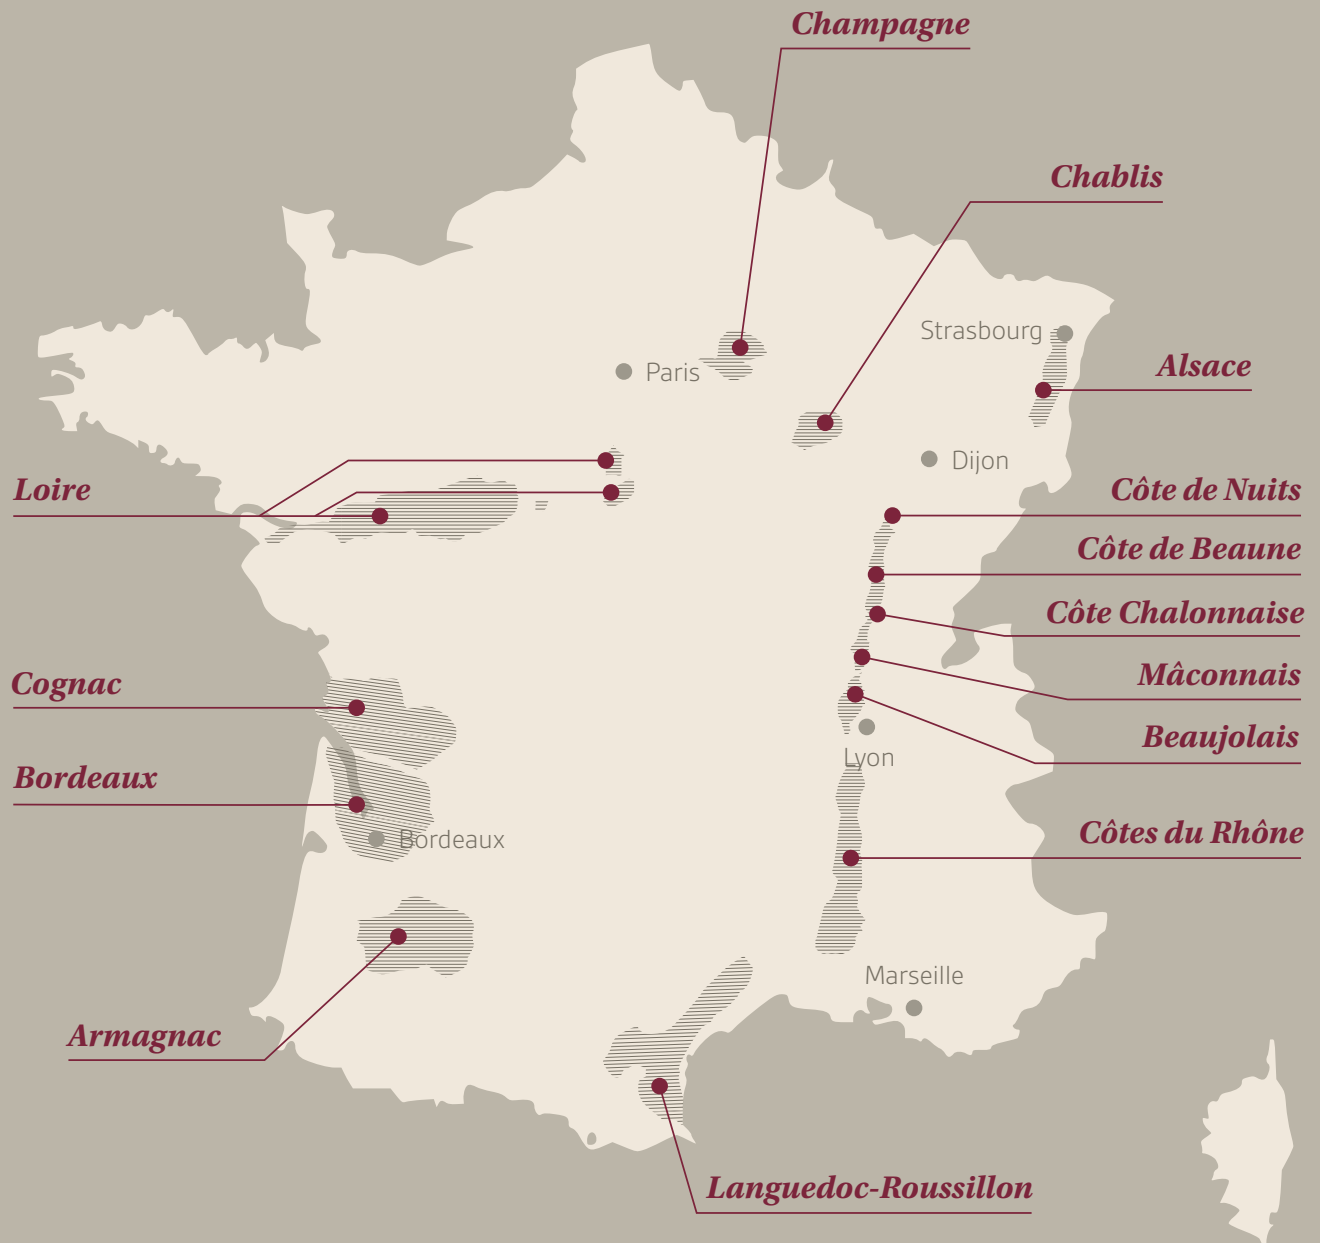 Champagne
Chablis
Strasbourg
Alsace
Paris
Dijon
Loire
Côte de Nuits
Côte de Beaune
Côte Chalonnaise
Mâconnais
Cognac
Beaujolais
Lyon
Bordeaux
Côtes du Rhône
Bordeaux
Marseille
Armagnac
Languedoc-Roussillon